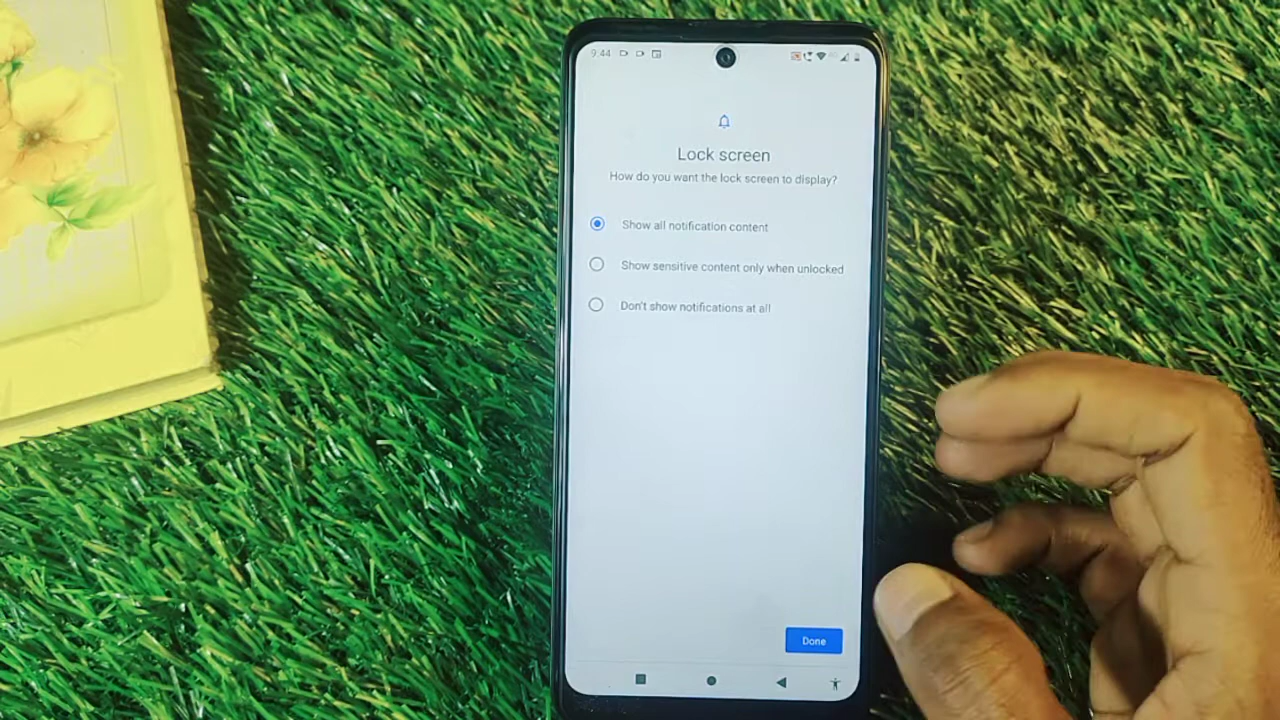 9:44
Lock screen
How do you want the lock screen to display?
Show all notification content
Show sensitive content only when unlocked
Don't show notifications at all
Done